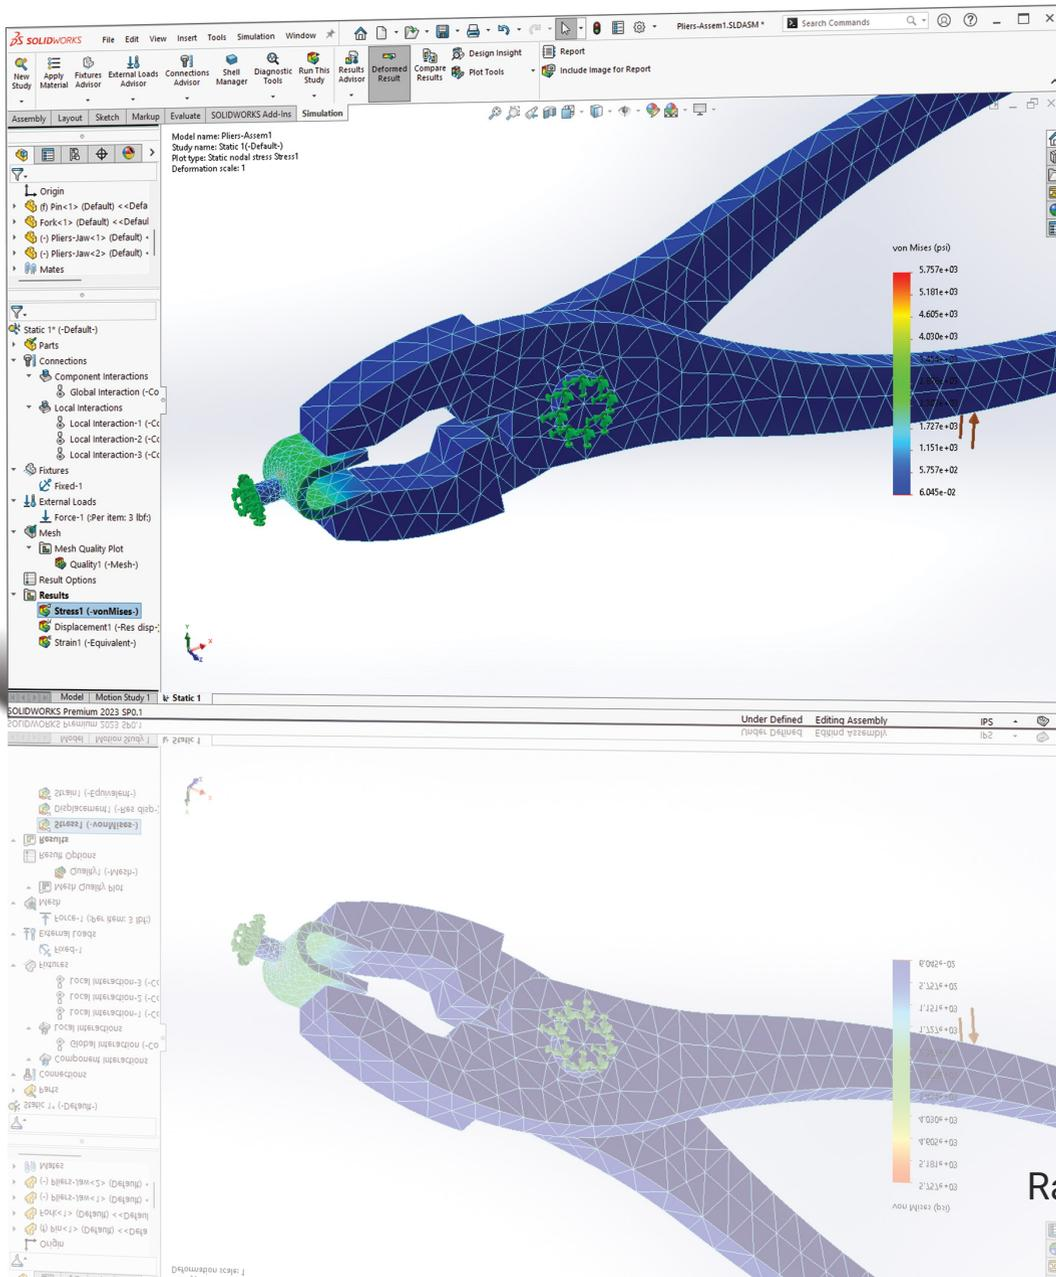 SOLIDWORKS File Edit View Insert Tools Simulation Window Pliers-Assem1.SLDASM * Search Commands
New Study Apply Material Fixtures Advisor External Loads Advisor Connections Advisor Shell Manager Diagnostic Tools Run This Study Results Advisor Deformed Result Compare Results Design Insight Plot Tools Report Include Image for Report
Assembly Layout Sketch Markup Evaluate SOLIDWORKS Add-Ins Simulation
Model name: Pliers-Assem1
Study name: Static 1(-Default-)
Plot type: Static nodal stress Stress1
Deformation scale: 1
Origin
(f) Pin<1> (Default) <<Defa
Fork<1> (Default) <<Defaul
(-) Pliers-Jaw<1> (Default)
(-) Pliers-Jaw<2> (Default)
Mates
Static 1* (-Default-)
Parts
Connections
Component Interactions
Global Interaction (-Co
Local Interactions
Local Interaction-1 (-Cc
Local Interaction-2 (-Cc
Local Interaction-3 (-Cc
Fixtures
Fixed-1
External Loads
Force-1 (:Per item: 3 lbf:)
Mesh
Mesh Quality Plot
Quality1 (-Mesh-)
Result Options
Results
Stress1 (-vonMises-)
Displacement1 (-Res disp-
Strain1 (-Equivalent-)
von Mises (psi)
5.757e+03
5.181e+03
4.605e+03
4.030e+03
1.727e+03
1.151e+03
5.757e+02
6.045e-02
Y
X
Z
Model Motion Study 1 Static 1
SOLIDWORKS Premium 2023 SP0.1 Under Defined Editing Assembly IPS
Ra